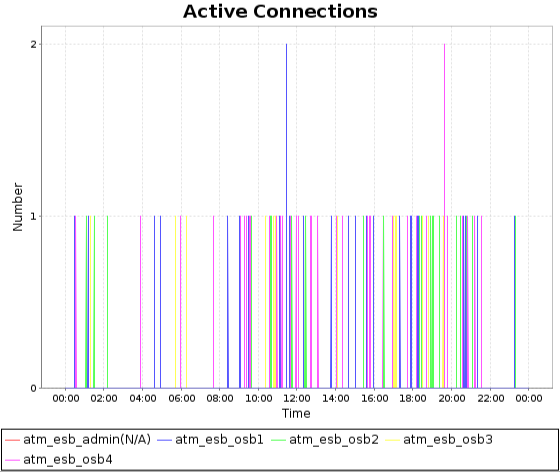 Active Connections
2
1
0
Number
00:00 02:00 04:00 06:00 08:00 10:00 12:00 14:00 16:00 18:00 20:00 22:00 00:00
Time
atm_esb_admin(N/A) atm_esb_osb1 atm_esb_osb2 atm_esb_osb3
atm_esb_osb4